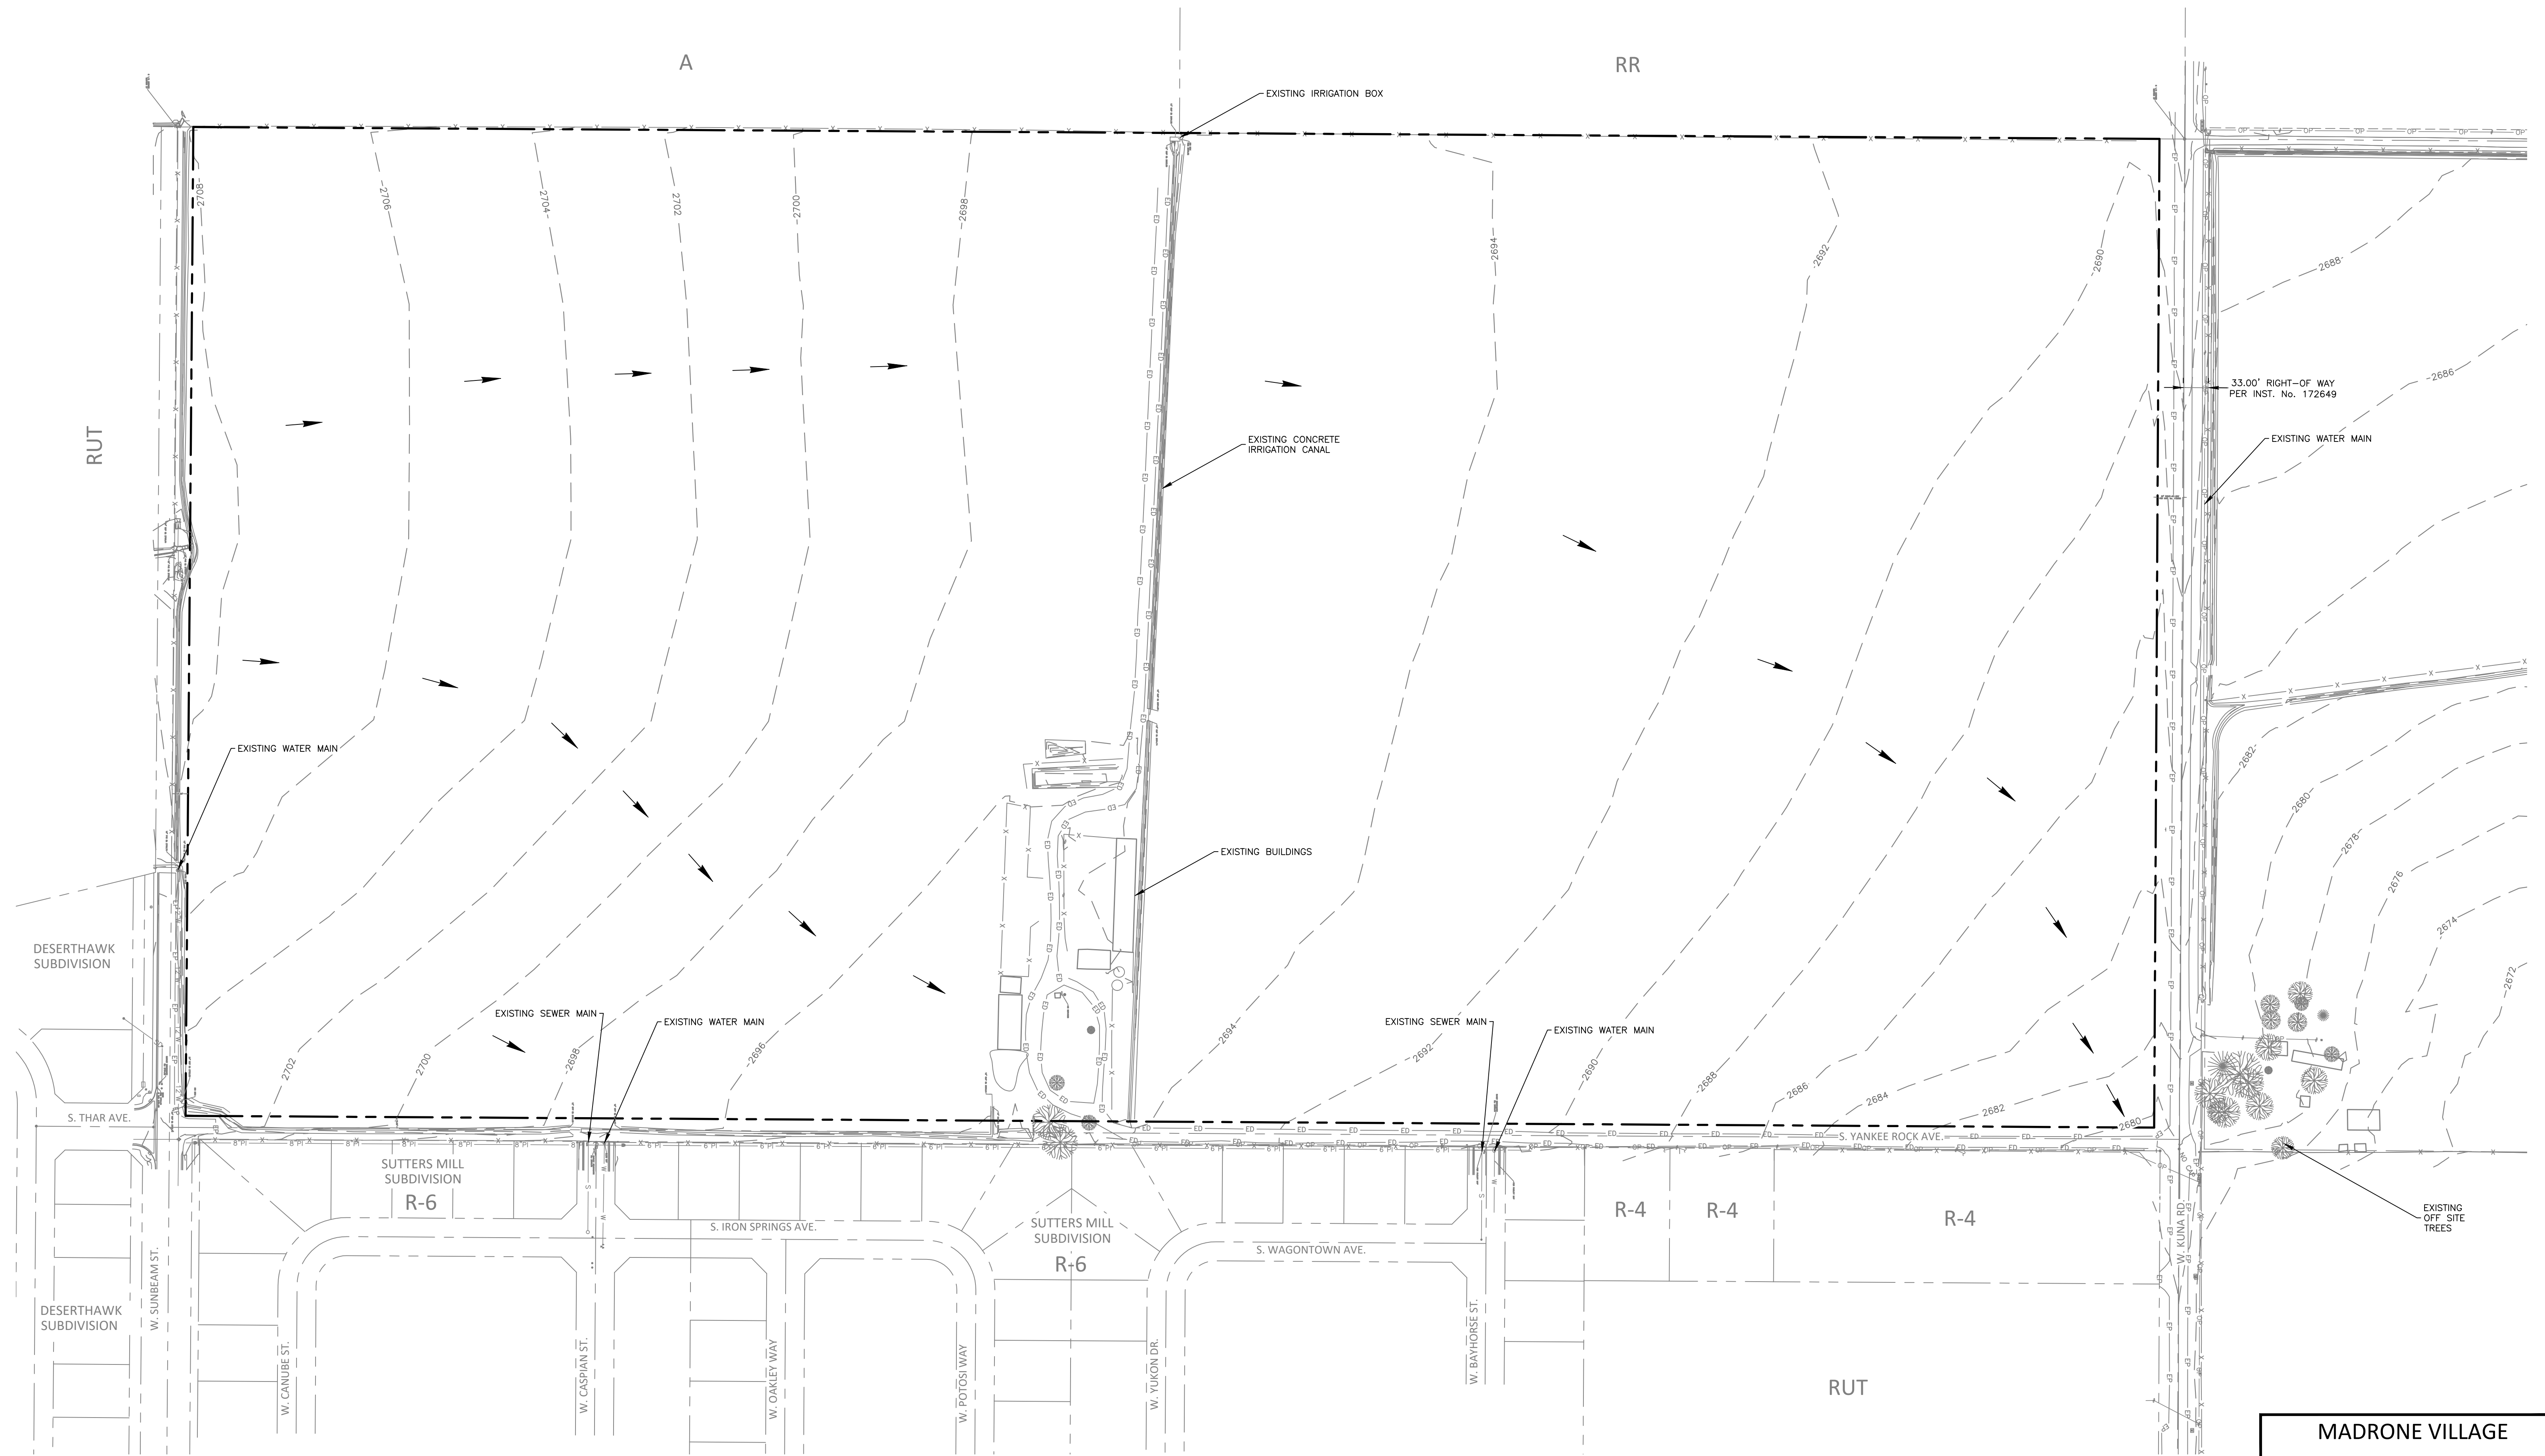 A
RR
EXISTING IRRIGATION BOX
2708
2706
2704
2702
2700
2698
2694
2692
2690
2688
2686
RUT
33.00' RIGHT-OF WAY
PER INST. No. 172649
EXISTING CONCRETE
IRRIGATION CANAL
EXISTING WATER MAIN
EXISTING WATER MAIN
2682
2680
2678
2676
2674
2672
EXISTING BUILDINGS
DESERTHAWK
SUBDIVISION
EXISTING SEWER MAIN
EXISTING WATER MAIN
EXISTING SEWER MAIN
EXISTING WATER MAIN
2702
2700
2698
2696
2694
2692
2690
2688
2686
2684
2682
2680
S. THAR AVE.
S. YANKEE ROCK AVE.
SUTTERS MILL
SUBDIVISION
R-6
S. IRON SPRINGS AVE.
SUTTERS MILL
SUBDIVISION
R-6
S. WAGONTOWN AVE.
R-4
R-4
R-4
EXISTING
OFF SITE
TREES
W. KUNA RD.
DESERTHAWK
SUBDIVISION
W. SUNBEAM ST.
W. CANUBE ST.
W. CASPIAN ST.
W. OAKLEY WAY
W. POTOSI WAY
W. YUKON DR.
W. BAYHORSE ST.
RUT
MADRONE VILLAGE